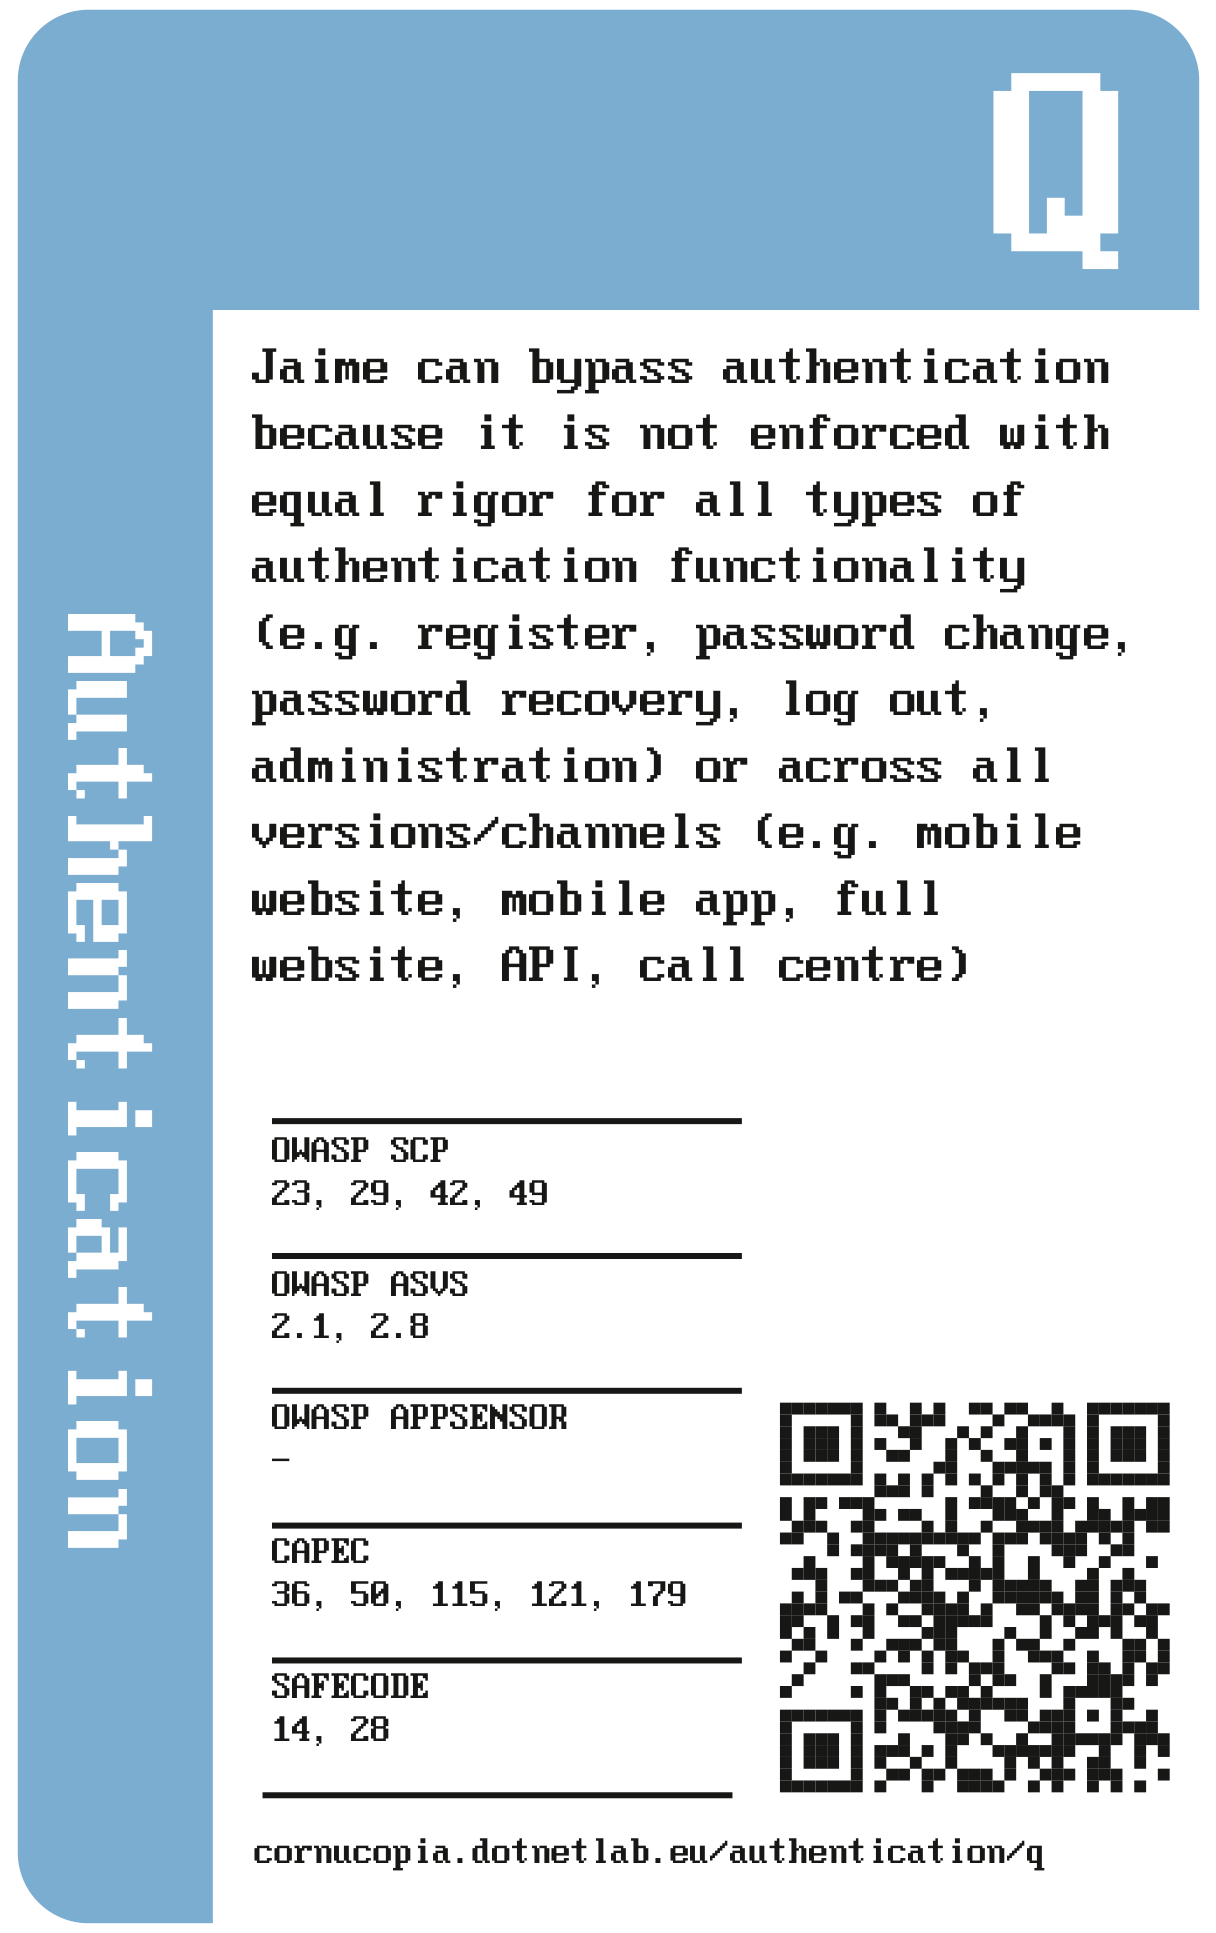 Q
Authentication
Jaime can bypass authentication
because it is not enforced with
equal rigor for all types of
authentication functionality
(e.g. register, password change,
password recovery, log out,
administration) or across all
versions/channels (e.g. mobile
website, mobile app, full
website, API, call centre)
OWASP SCP
23, 29, 42, 49
OWASP ASVS
2.1, 2.8
OWASP APPSENSOR
–
CAPEC
36, 50, 115, 121, 179
SAFECODE
14, 28
cornucopia.dotnetlab.eu/authentication/q